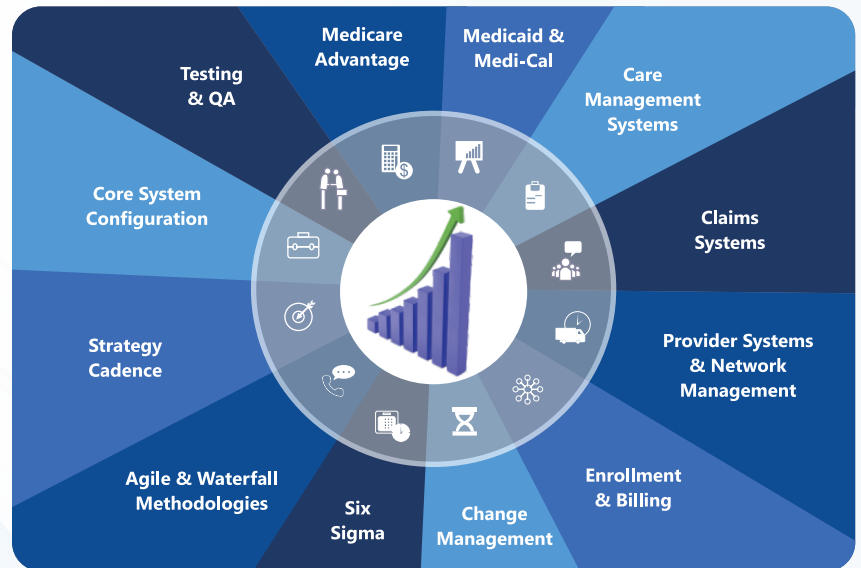 Medicare
Advantage
Medicaid &
Medi-Cal
Care
Management
Systems
Claims
Systems
Provider Systems
& Network
Management
Enrollment
& Billing
Change
Management
Six
Sigma
Agile & Waterfall
Methodologies
Strategy
Cadence
Core System
Configuration
Testing
& QA
$